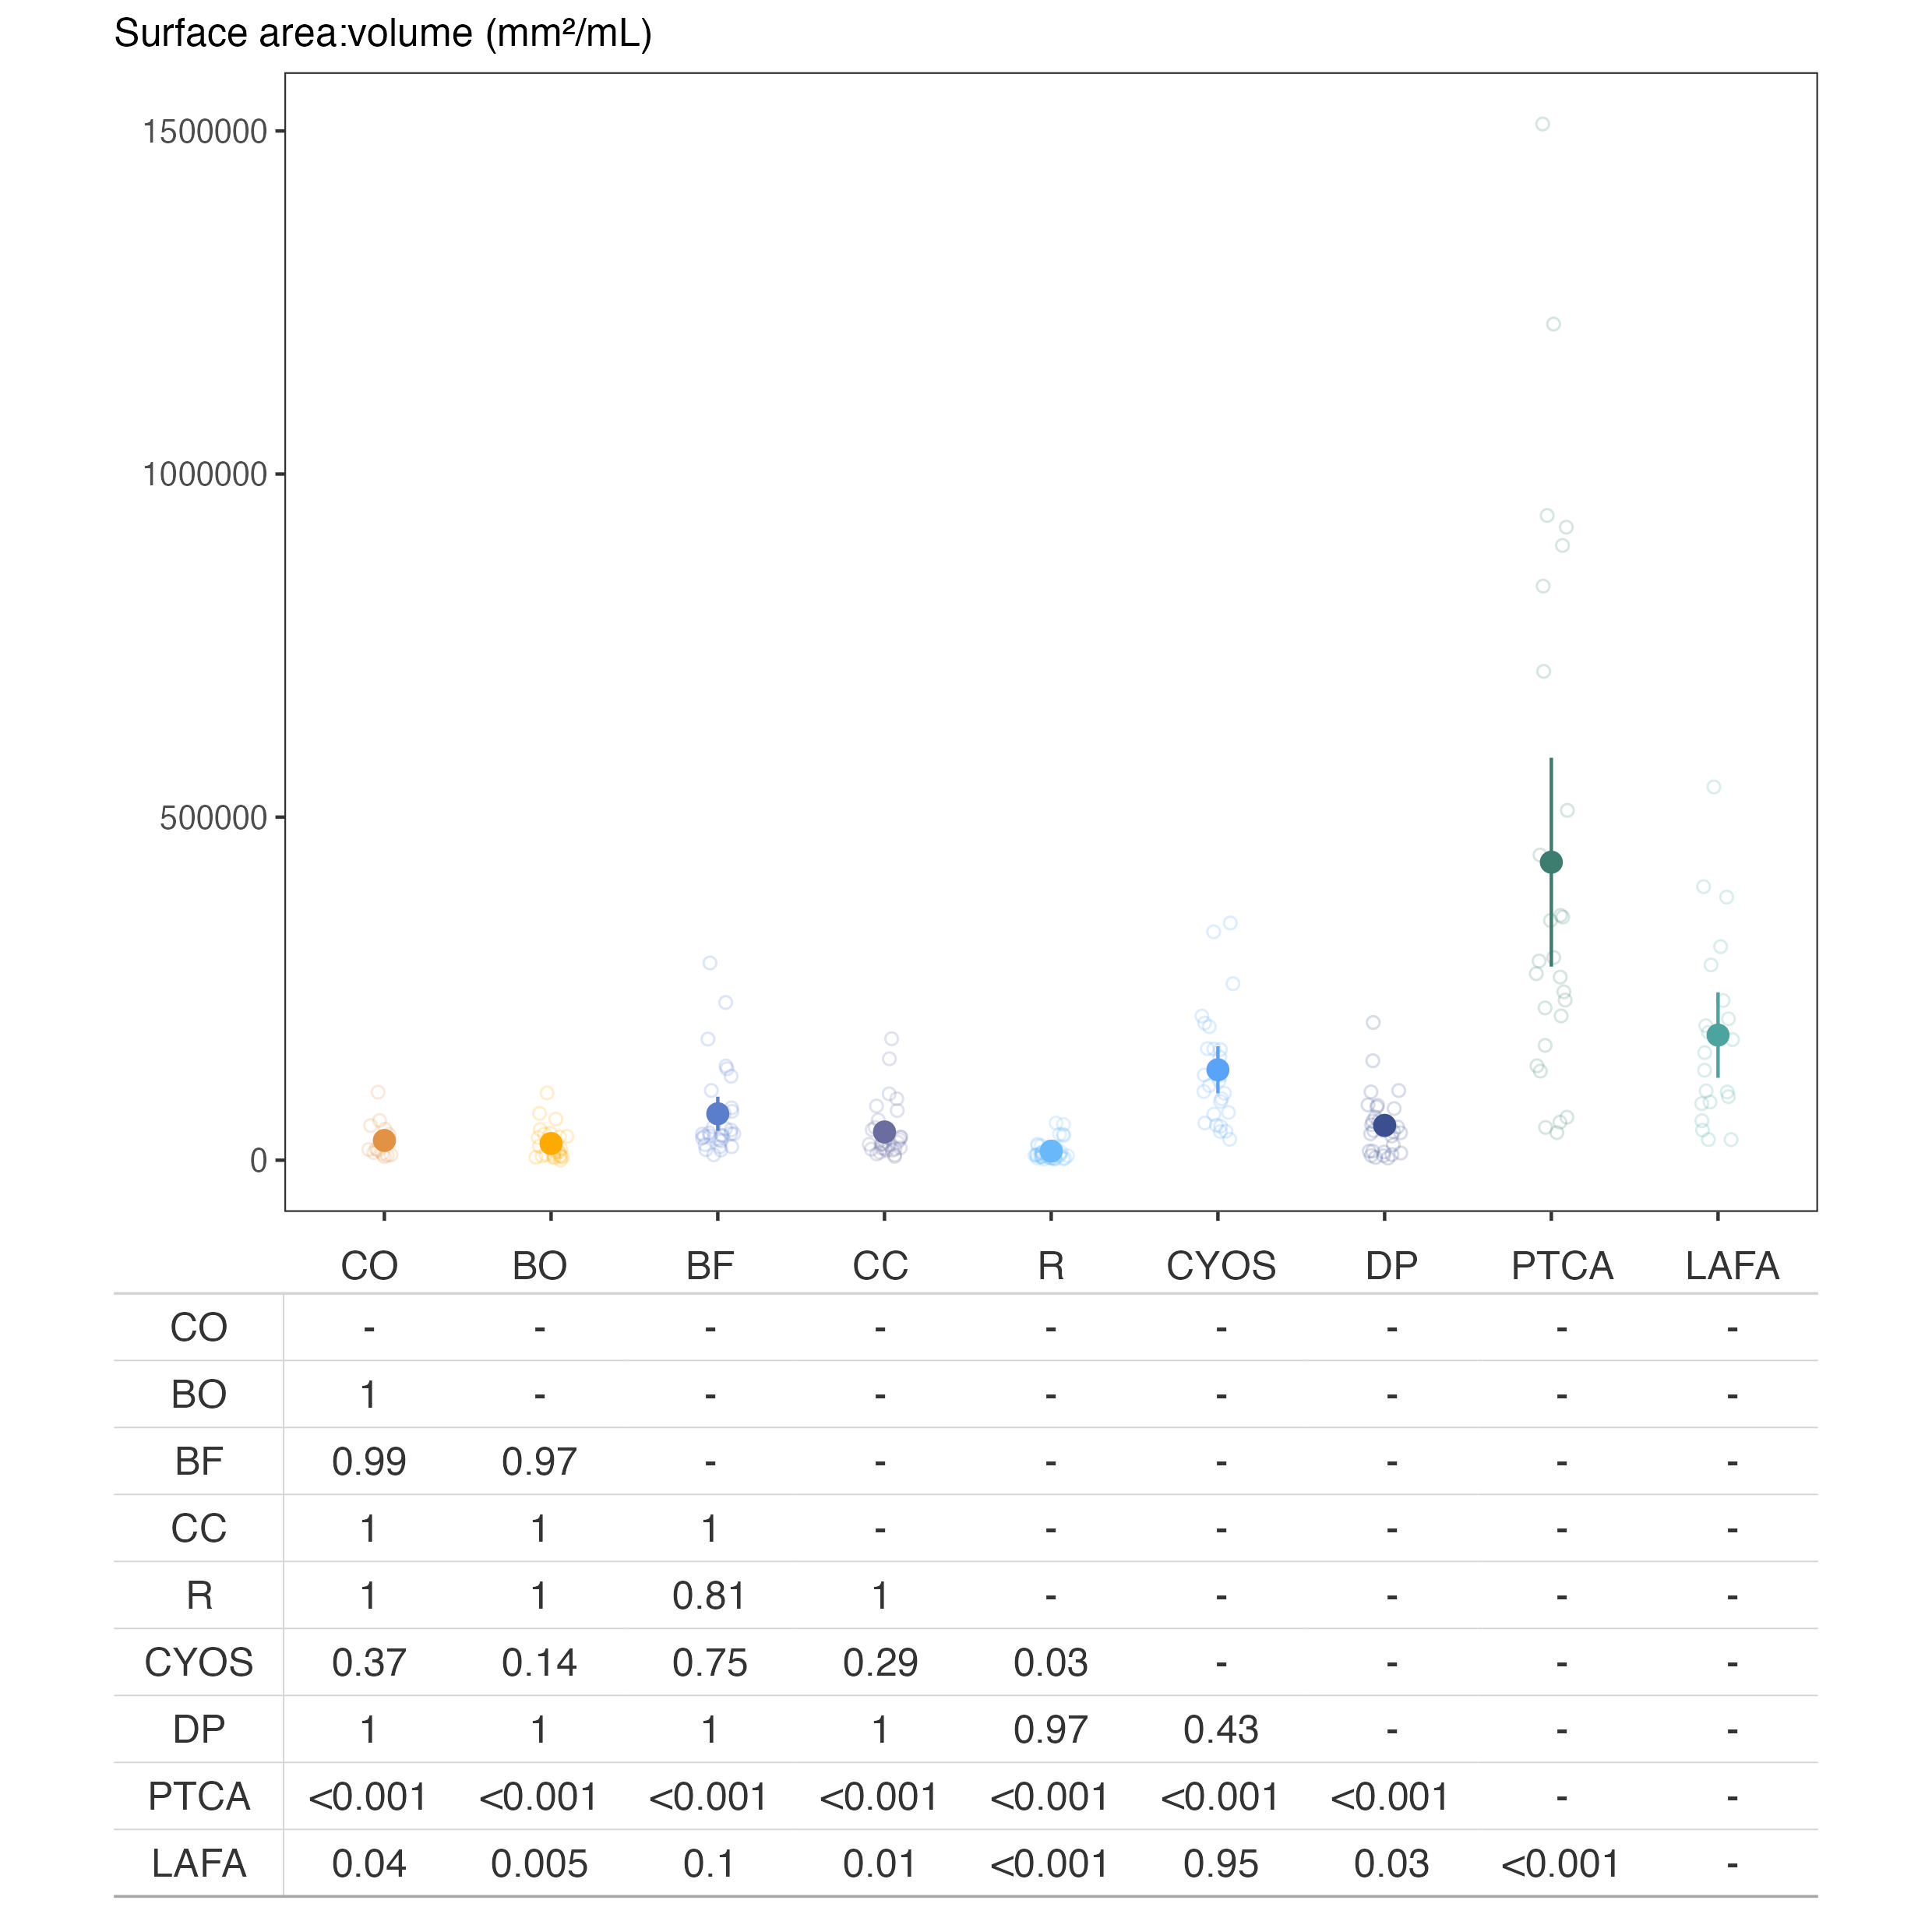 Surface area:volume (mm²/mL)
1500000
1000000
500000
0
CO BO BF CC R CYOS DP PTCA LAFA
CO - - - - - - - - -
BO 1 - - - - - - - -
BF 0.99 0.97 - - - - - - -
CC 1 1 1 - - - - - -
R 1 1 0.81 1 - - - - -
CYOS 0.37 0.14 0.75 0.29 0.03 - - - -
DP 1 1 1 1 0.97 0.43 - - -
PTCA <0.001 <0.001 <0.001 <0.001 <0.001 <0.001 <0.001 - -
LAFA 0.04 0.005 0.1 0.01 <0.001 0.95 0.03 <0.001 -